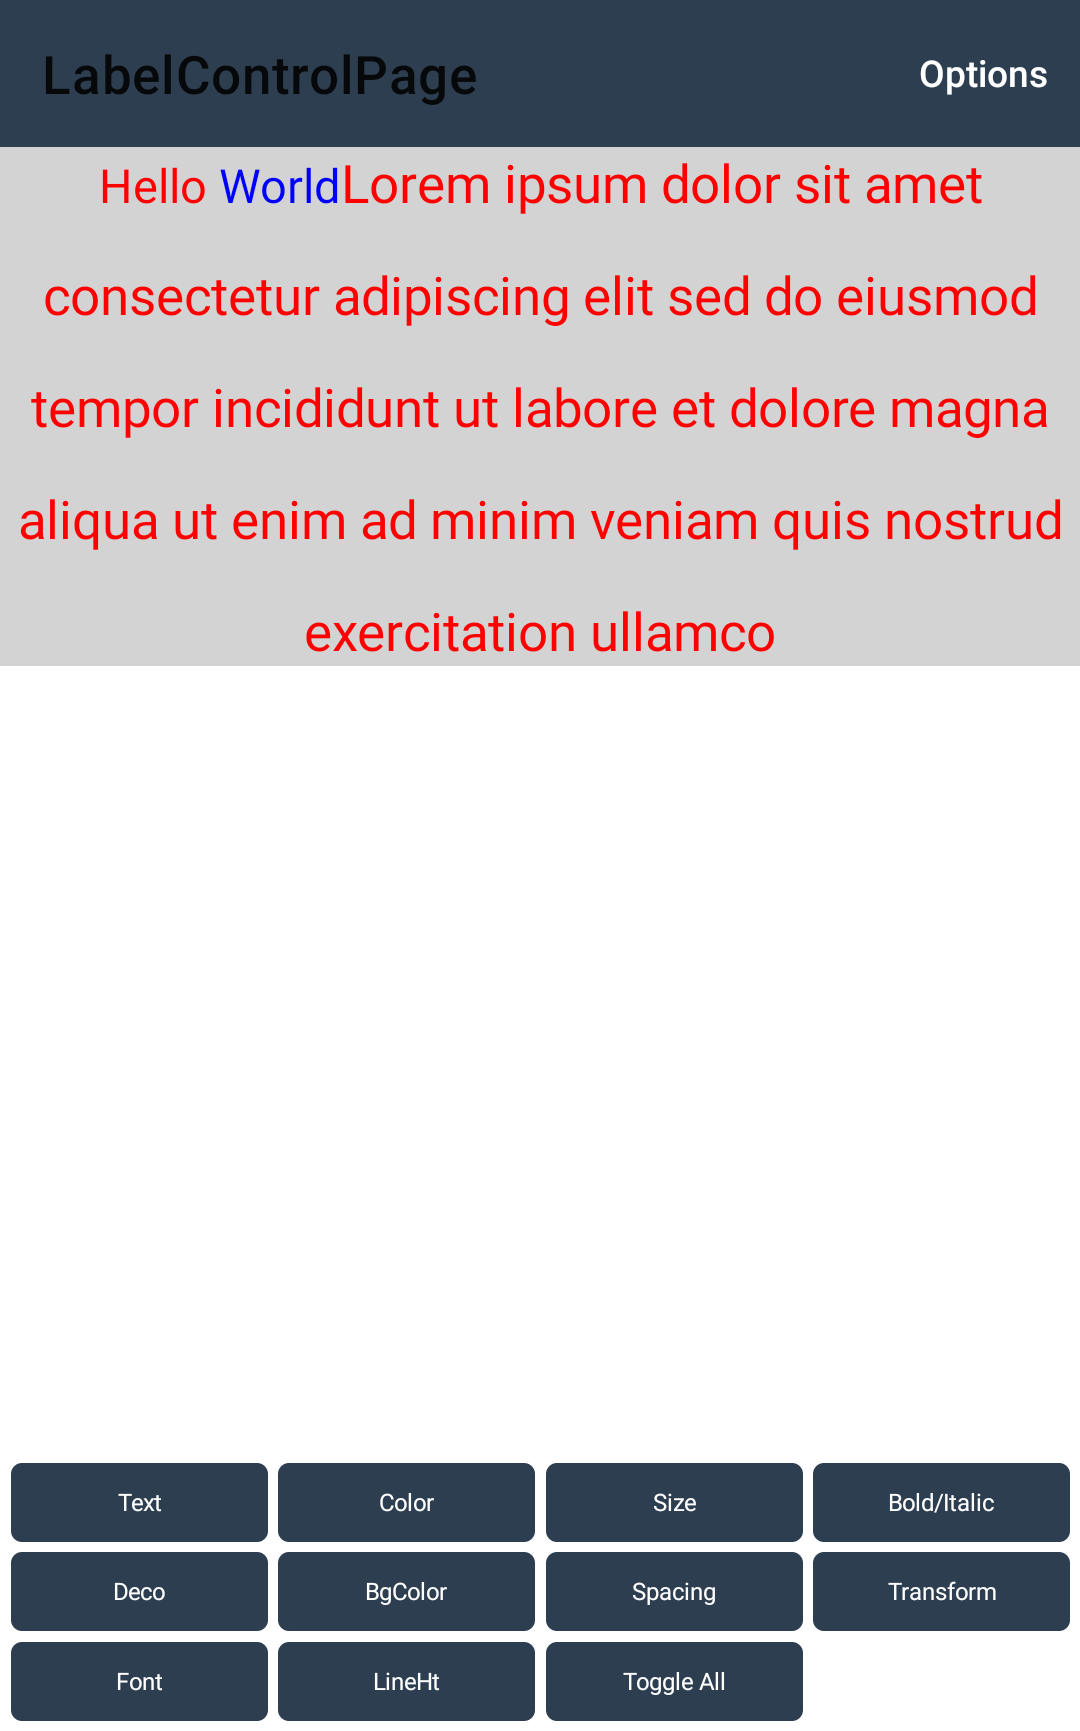 LabelControlPage
Options
Hello WorldLorem ipsum dolor sit amet
consectetur adipiscing elit sed do eiusmod
tempor incididunt ut labore et dolore magna
aliqua ut enim ad minim veniam quis nostrud
exercitation ullamco
Text
Color
Size
Bold/Italic
Deco
BgColor
Spacing
Transform
Font
LineHt
Toggle All